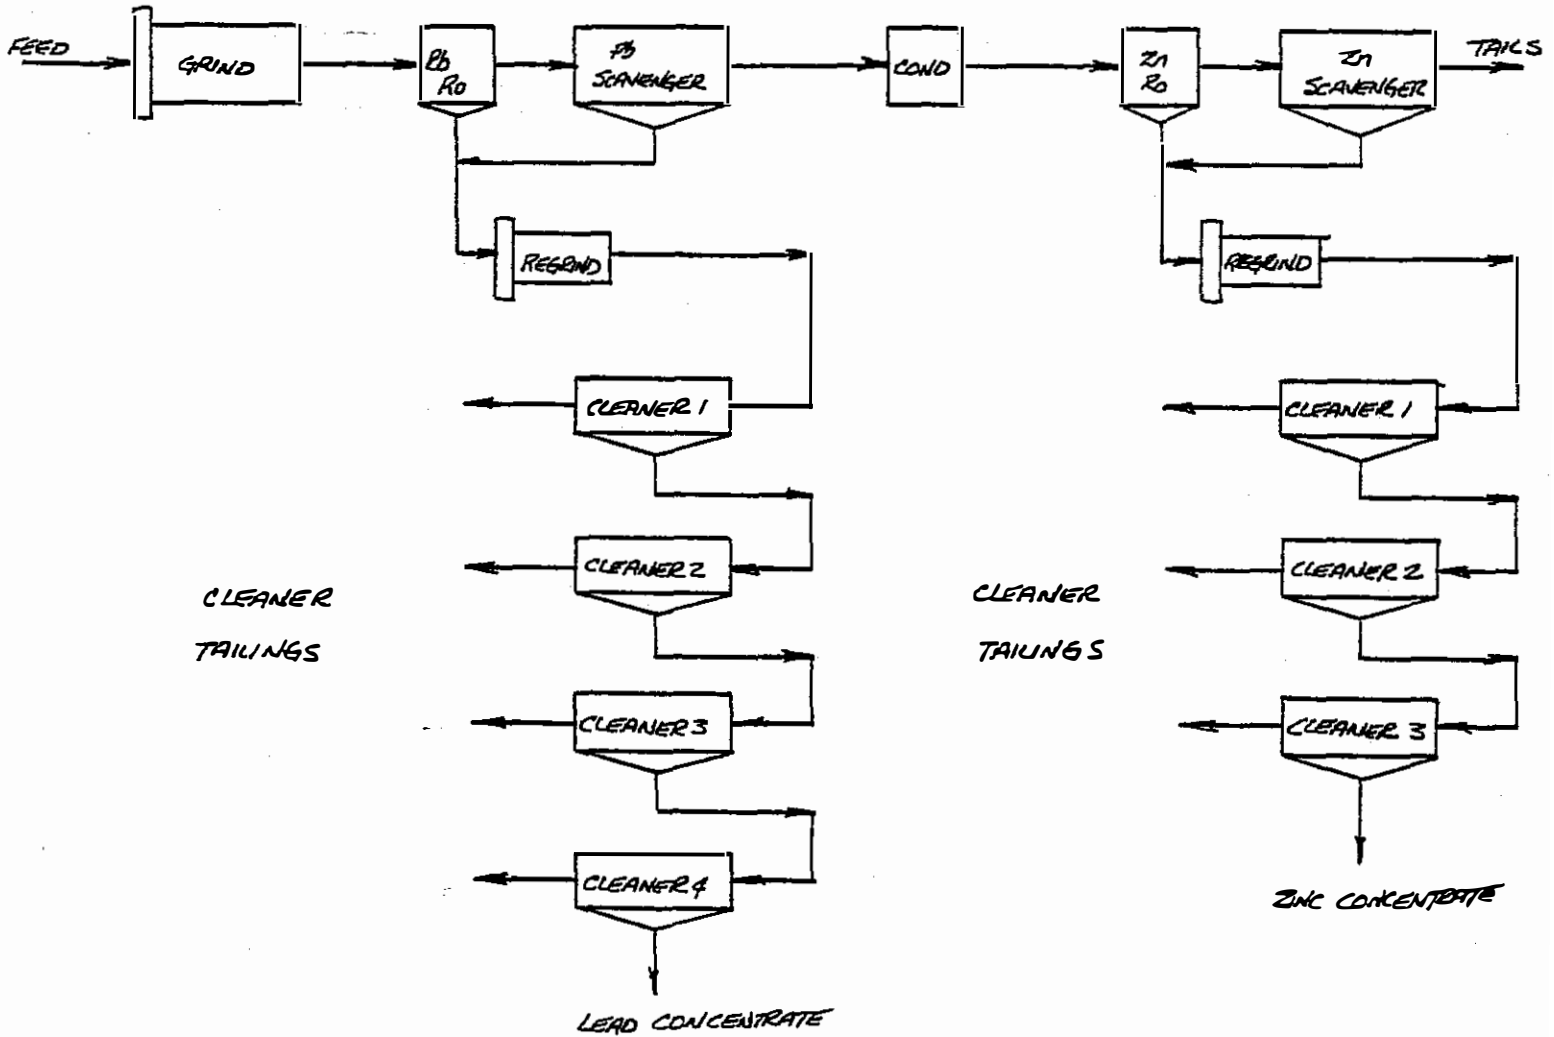 FEED
GRIND
Pb
Ro
Pb
SCAVENGER
COND
Zn
Ro
Zn
SCAVENGER
TAILS
REGRIND
REGRIND
CLEANER 1
CLEANER 1
CLEANER 2
CLEANER 2
CLEANER
TAILINGS
CLEANER
TAILINGS
CLEANER 3
CLEANER 3
CLEANER 4
ZINC CONCENTRATE
LEAD CONCENTRATE